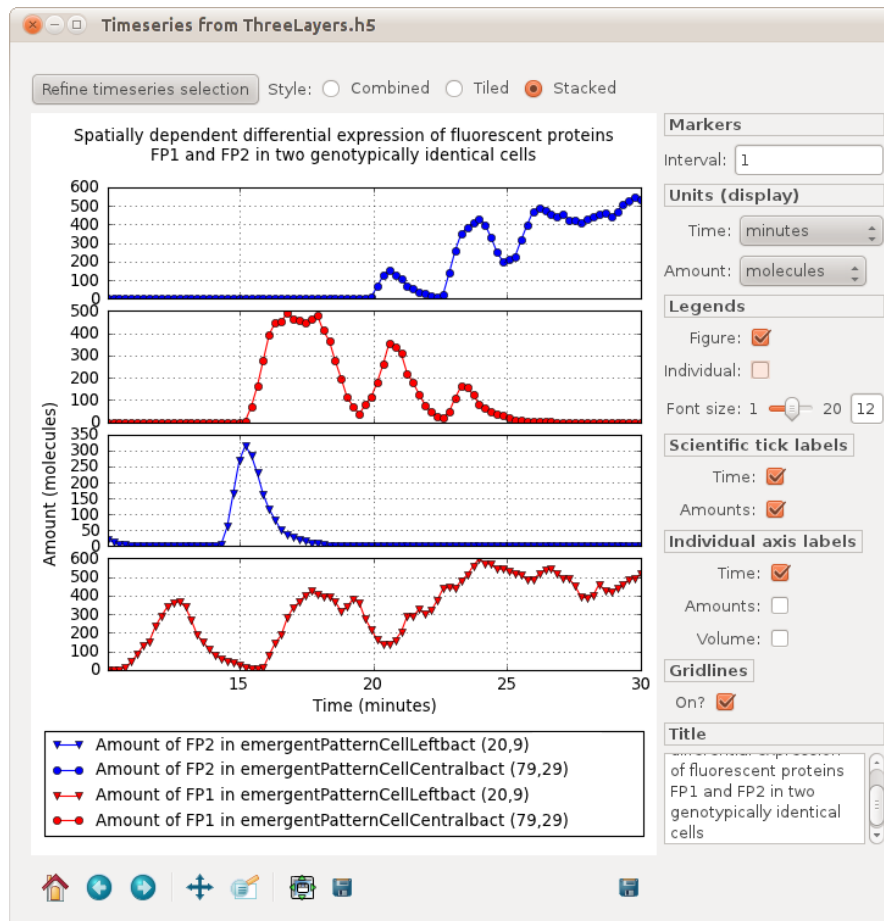 Timeseries from ThreeLayers.h5
Refine timeseries selection Style: Combined Tiled Stacked
Spatially dependent differential expression of fluorescent proteins
FP1 and FP2 in two genotypically identical cells
600
500
400
300
200
100
0
500
400
300
200
100
0
350
300
250
200
150
100
50
0
600
500
400
300
200
100
0
Amount (molecules)
15 20 25 30
Time (minutes)
Amount of FP2 in emergentPatternCellLeftbact (20,9)
Amount of FP2 in emergentPatternCellCentralbact (79,29)
Amount of FP1 in emergentPatternCellLeftbact (20,9)
Amount of FP1 in emergentPatternCellCentralbact (79,29)
Markers
Interval: 1
Units (display)
Time: minutes
Amount: molecules
Legends
Figure:
Individual:
Font size: 1 20 12
Scientific tick labels
Time:
Amounts:
Individual axis labels
Time:
Amounts:
Volume:
Gridlines
On?
Title
differential expression
of fluorescent proteins
FP1 and FP2 in two
genotypically identical
cells